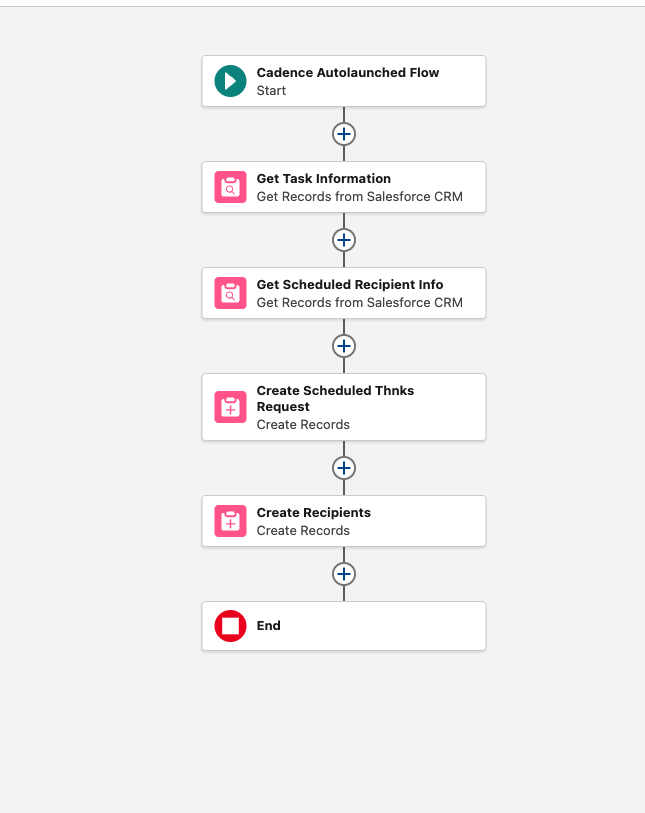 Cadence Autolaunched Flow
Start
Get Task Information
Get Records from Salesforce CRM
Get Scheduled Recipient Info
Get Records from Salesforce CRM
Create Scheduled Thnks
Request
Create Records
Create Recipients
Create Records
End